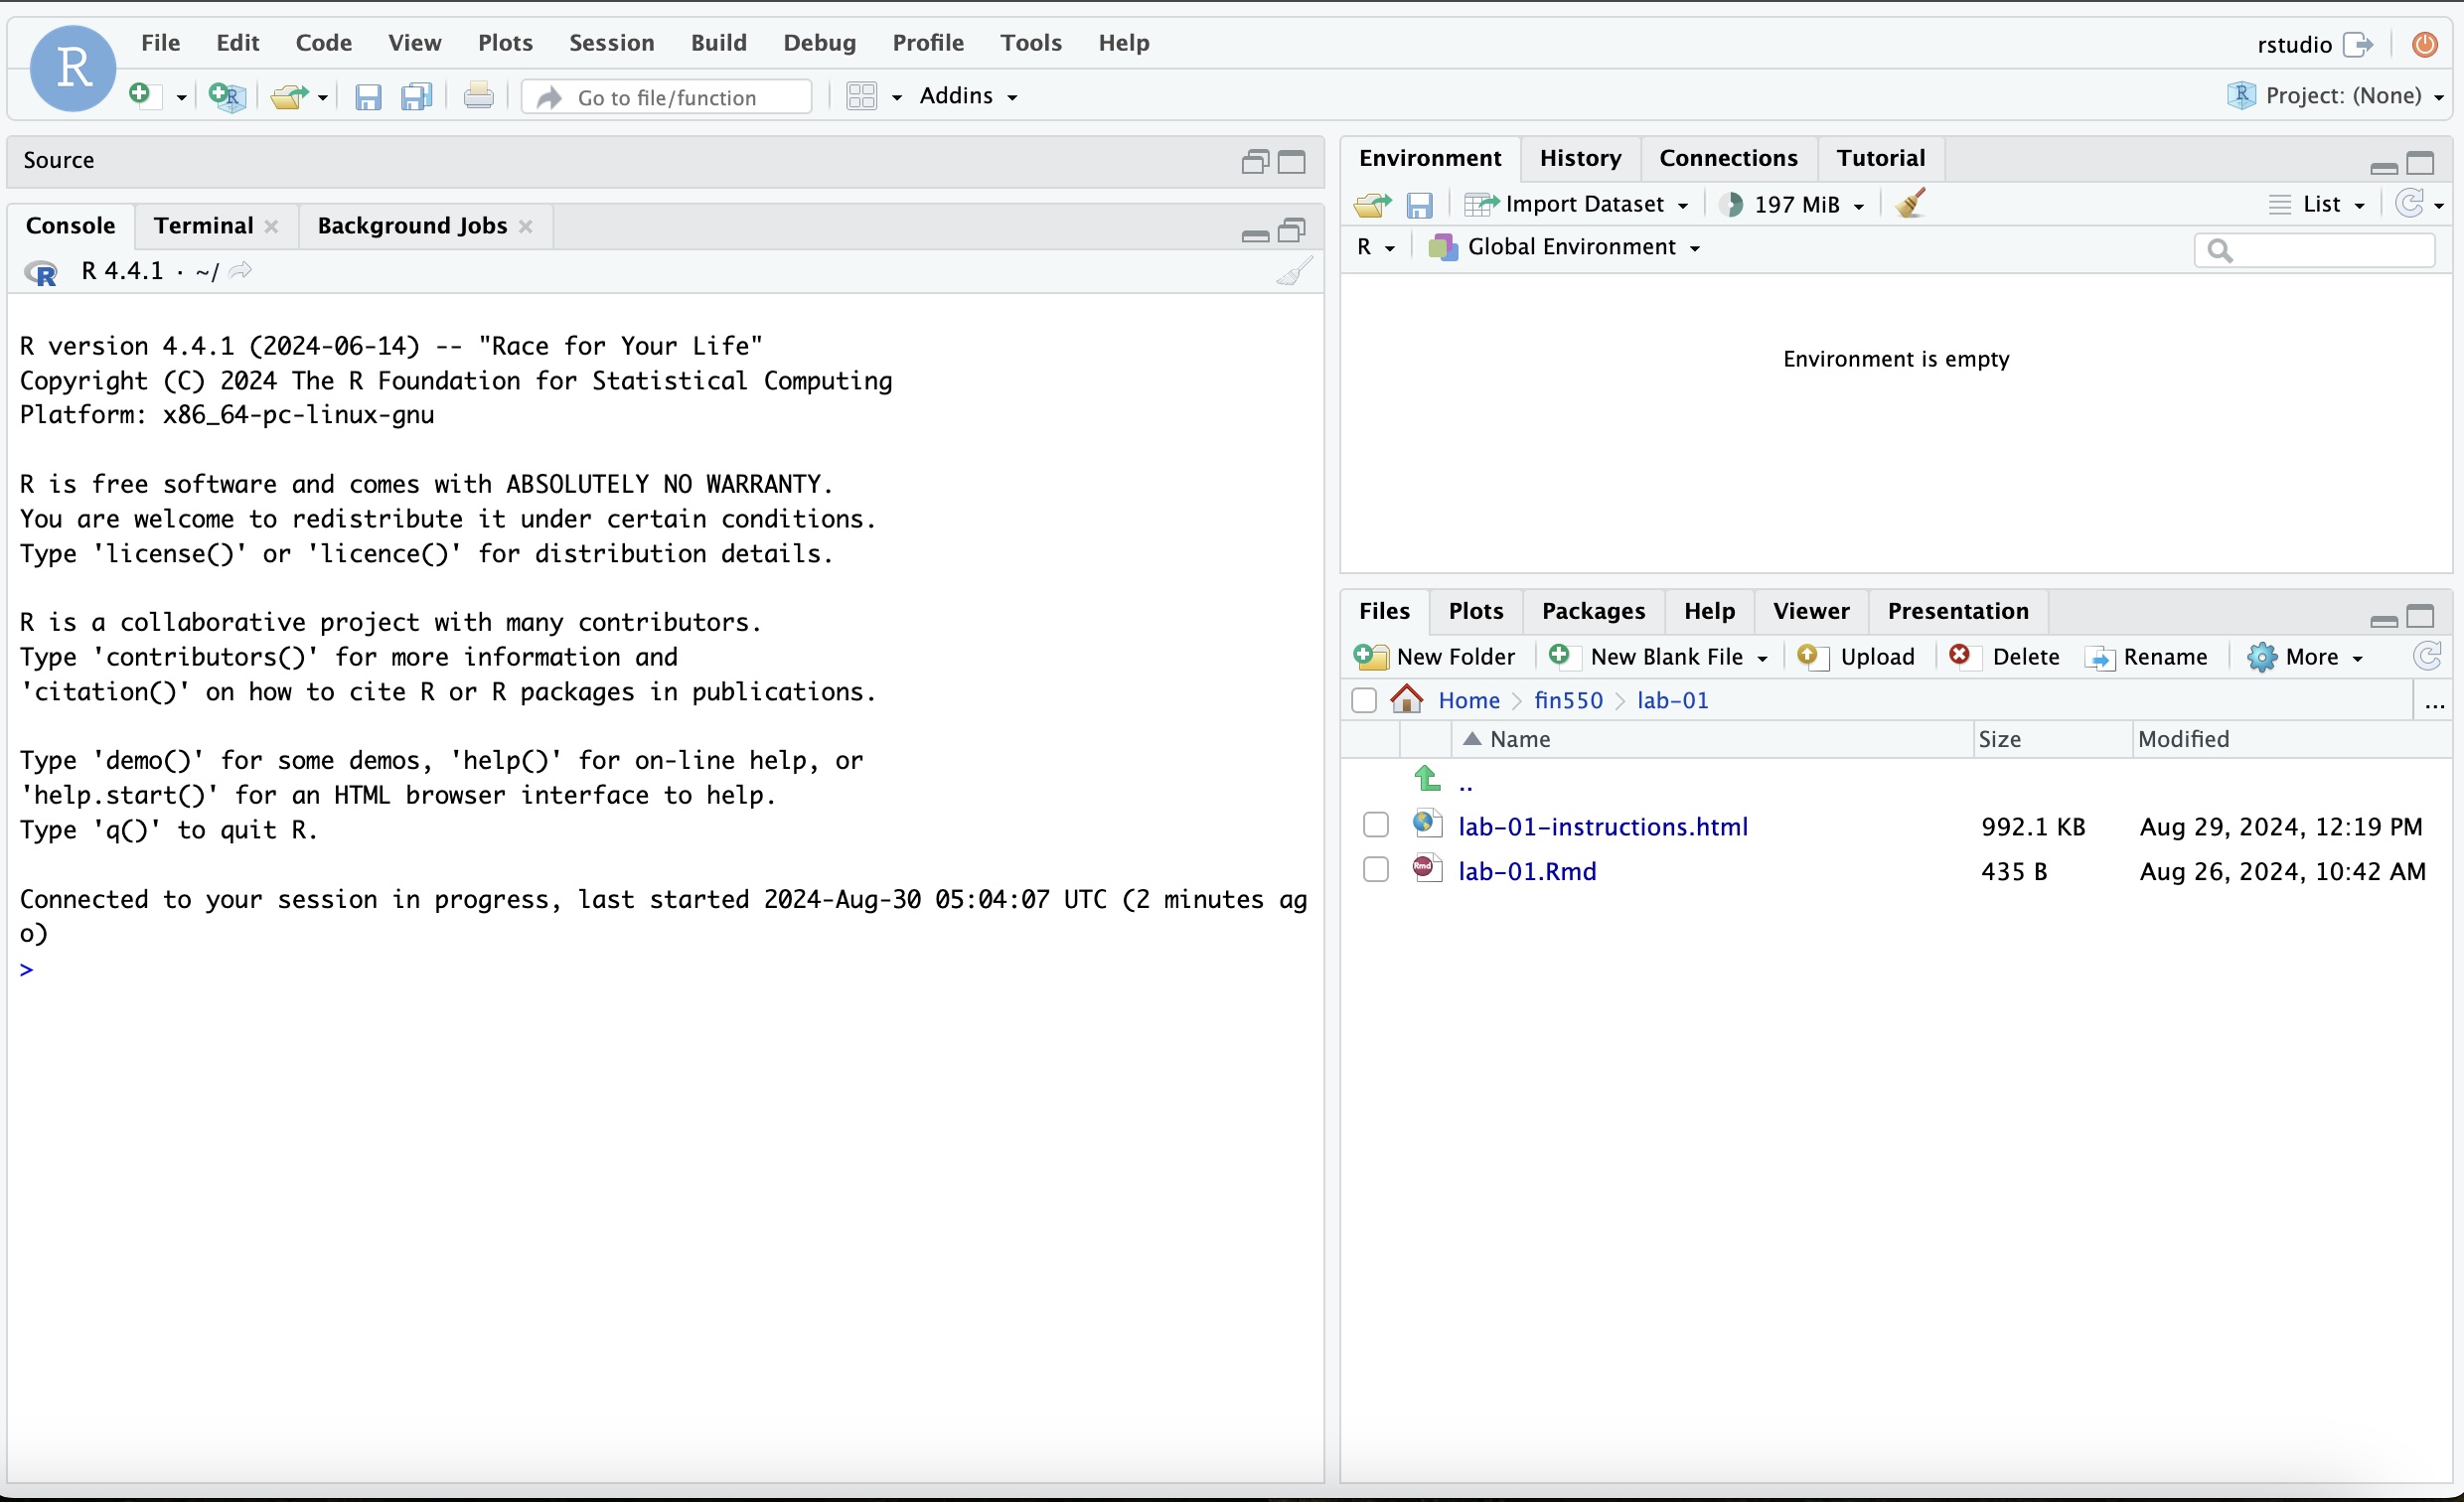 R File Edit Code View Plots Session Build Debug Profile Tools Help rstudio
R Go to file/function Addins R Project: (None)
Source
Console Terminal Background Jobs
R R 4.4.1 · ~/
R version 4.4.1 (2024-06-14) -- "Race for Your Life"
Copyright (C) 2024 The R Foundation for Statistical Computing
Platform: x86_64-pc-linux-gnu
R is free software and comes with ABSOLUTELY NO WARRANTY.
You are welcome to redistribute it under certain conditions.
Type 'license()' or 'licence()' for distribution details.
R is a collaborative project with many contributors.
Type 'contributors()' for more information and
'citation()' on how to cite R or R packages in publications.
Type 'demo()' for some demos, 'help()' for on-line help, or
'help.start()' for an HTML browser interface to help.
Type 'q()' to quit R.
Connected to your session in progress, last started 2024-Aug-30 05:04:07 UTC (2 minutes ag
o)
>
Environment History Connections Tutorial
Import Dataset 197 MiB List
R Global Environment
Environment is empty
Files Plots Packages Help Viewer Presentation
New Folder New Blank File Upload Delete Rename More
Home fin550 lab-01 ...
Name Size Modified
..
lab-01-instructions.html 992.1 KB Aug 29, 2024, 12:19 PM
Rmd lab-01.Rmd 435 B Aug 26, 2024, 10:42 AM